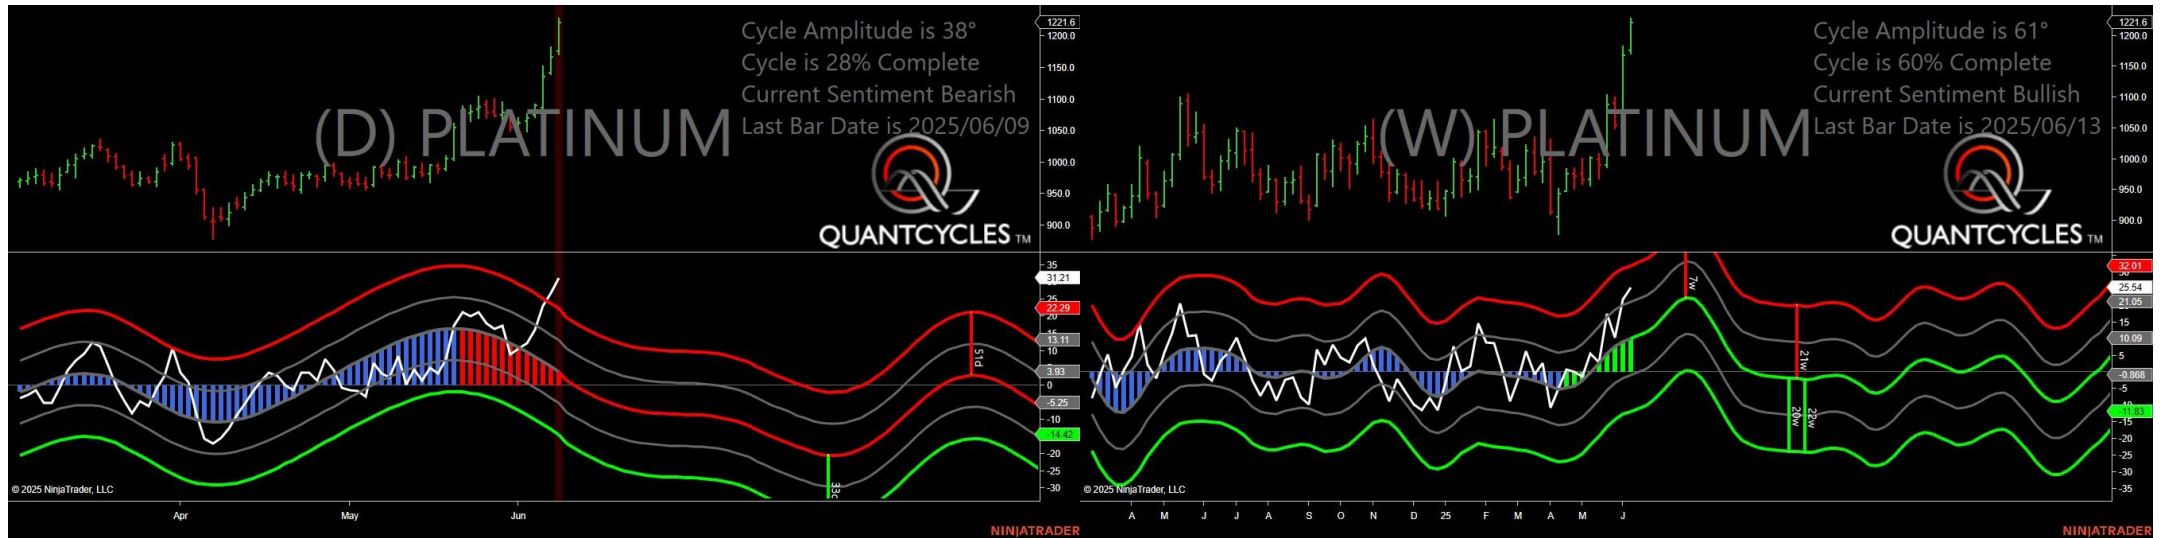 Cycle Amplitude is 38°
Cycle is 28% Complete
Current Sentiment Bearish
Last Bar Date is 2025/06/09
(D) PLATINUM
QUANTCYCLES TM
1221.6
1200.0
1150.0
1100.0
1050.0
1000.0
950.0
900.0
35
31.21
25
22.29
20
15
13.11
10
3.93
0
-5.25
-10
-14.42
-20
-25
-30
51d
© 2025 NinjaTrader, LLC
Apr
May
Jun
NINJATRADER
Cycle Amplitude is 61°
Cycle is 60% Complete
Current Sentiment Bullish
Last Bar Date is 2025/06/13
(W) PLATINUM
QUANTCYCLES TM
1221.6
1200.0
1150.0
1100.0
1050.0
1000.0
950.0
900.0
32.01
30
25.54
21.05
15
10.09
5
-0.868
-5
-10
-11.83
-15
-20
-25
-30
-35
7w
21w
20w
22w
© 2025 NinjaTrader, LLC
A
M
J
J
A
S
O
N
D
25
F
M
A
M
J
NINJATRADER